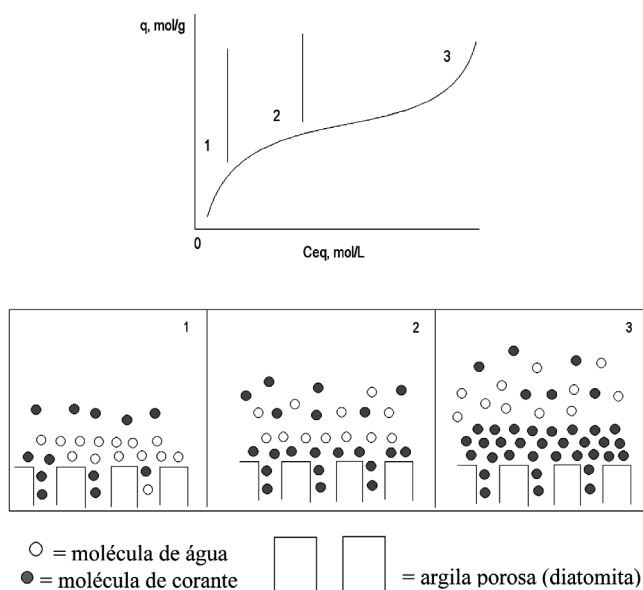 q, mol/g
3
2
1
0
Ceq, mol/L
1
2
3
= molécula de água
= molécula de corante
= argila porosa (diatomita)